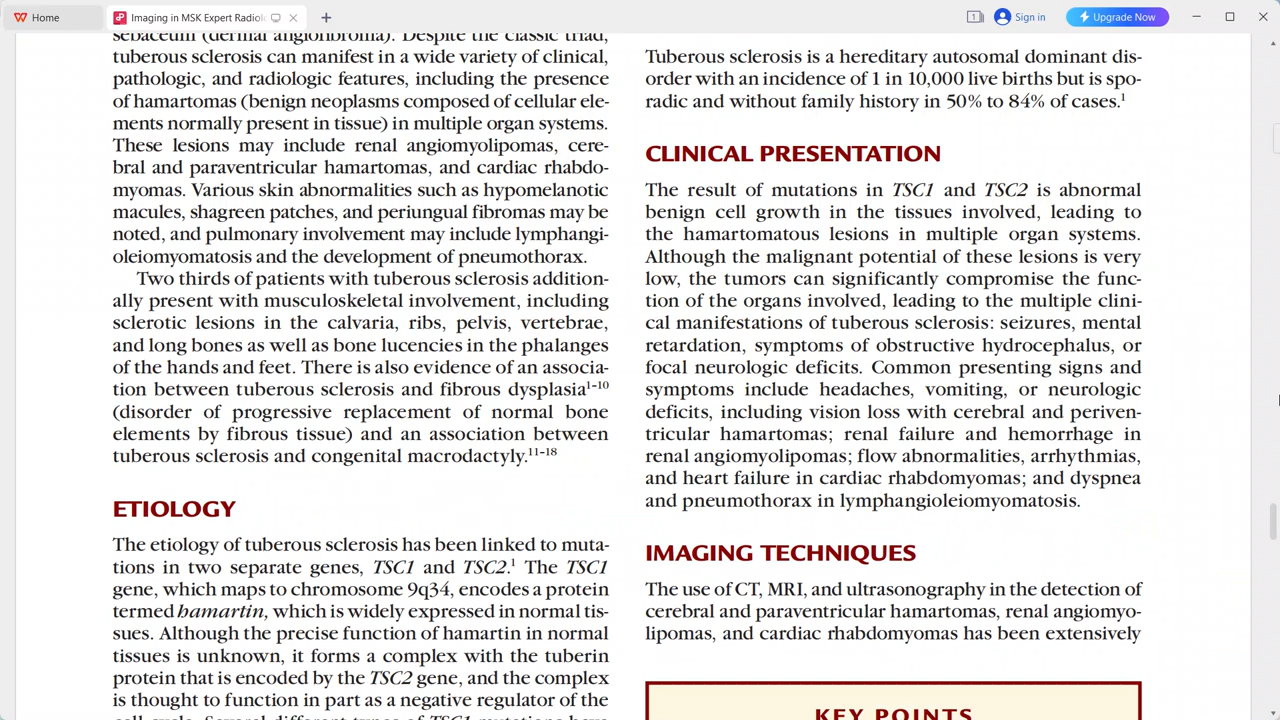 Home
Imaging in MSK Expert Radiol
Sign in
Upgrade Now
sebaceum (dermal angiofibroma). Despite the classic triad,
tuberous sclerosis can manifest in a wide variety of clinical,
pathologic, and radiologic features, including the presence
of hamartomas (benign neoplasms composed of cellular ele-
ments normally present in tissue) in multiple organ systems.
These lesions may include renal angiomyolipomas, cere-
bral and paraventricular hamartomas, and cardiac rhabdo-
myomas. Various skin abnormalities such as hypomelanotic
macules, shagreen patches, and periungual fibromas may be
noted, and pulmonary involvement may include lymphangi-
oleiomyomatosis and the development of pneumothorax.
Two thirds of patients with tuberous sclerosis addition-
ally present with musculoskeletal involvement, including
sclerotic lesions in the calvaria, ribs, pelvis, vertebrae,
and long bones as well as bone lucencies in the phalanges
of the hands and feet. There is also evidence of an associa-
tion between tuberous sclerosis and fibrous dysplasia1-10
(disorder of progressive replacement of normal bone
elements by fibrous tissue) and an association between
tuberous sclerosis and congenital macrodactyly.11-18
ETIOLOGY
The etiology of tuberous sclerosis has been linked to muta-
tions in two separate genes, TSC1 and TSC2.1 The TSC1
gene, which maps to chromosome 9q34, encodes a protein
termed hamartin, which is widely expressed in normal tis-
sues. Although the precise function of hamartin in normal
tissues is unknown, it forms a complex with the tuberin
protein that is encoded by the TSC2 gene, and the complex
is thought to function in part as a negative regulator of the
cell cycle. Several different types of TSC1 mutations have
Tuberous sclerosis is a hereditary autosomal dominant dis-
order with an incidence of 1 in 10,000 live births but is spo-
radic and without family history in 50% to 84% of cases.1
CLINICAL PRESENTATION
The result of mutations in TSC1 and TSC2 is abnormal
benign cell growth in the tissues involved, leading to
the hamartomatous lesions in multiple organ systems.
Although the malignant potential of these lesions is very
low, the tumors can significantly compromise the func-
tion of the organs involved, leading to the multiple clini-
cal manifestations of tuberous sclerosis: seizures, mental
retardation, symptoms of obstructive hydrocephalus, or
focal neurologic deficits. Common presenting signs and
symptoms include headaches, vomiting, or neurologic
deficits, including vision loss with cerebral and periven-
tricular hamartomas; renal failure and hemorrhage in
renal angiomyolipomas; flow abnormalities, arrhythmias,
and heart failure in cardiac rhabdomyomas; and dyspnea
and pneumothorax in lymphangioleiomyomatosis.
IMAGING TECHNIQUES
The use of CT, MRI, and ultrasonography in the detection of
cerebral and paraventricular hamartomas, renal angiomyo-
lipomas, and cardiac rhabdomyomas has been extensively
KEY POINTS